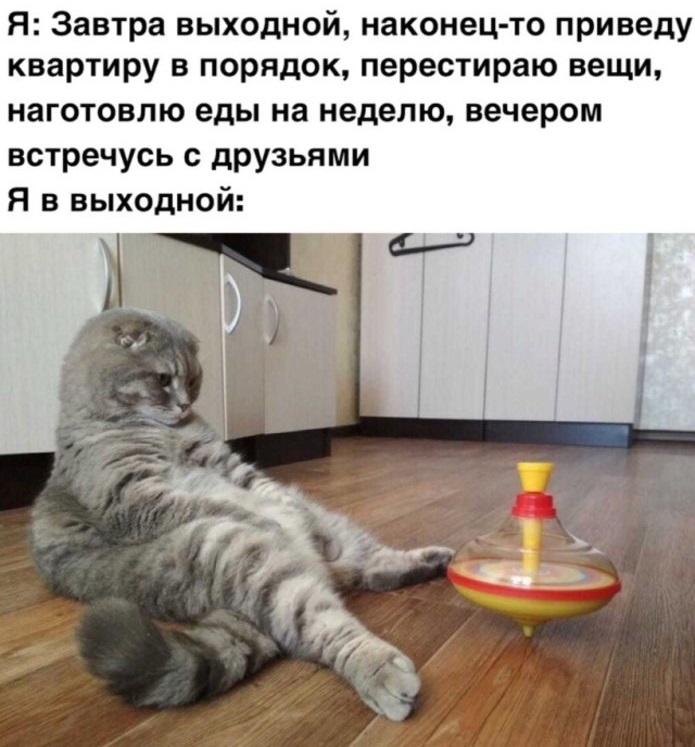 Я: Завтра выходной, наконец-то приведу
квартиру в порядок, перестираю вещи,
наготовлю еды на неделю, вечером
встречусь с друзьями
Я в выходной: